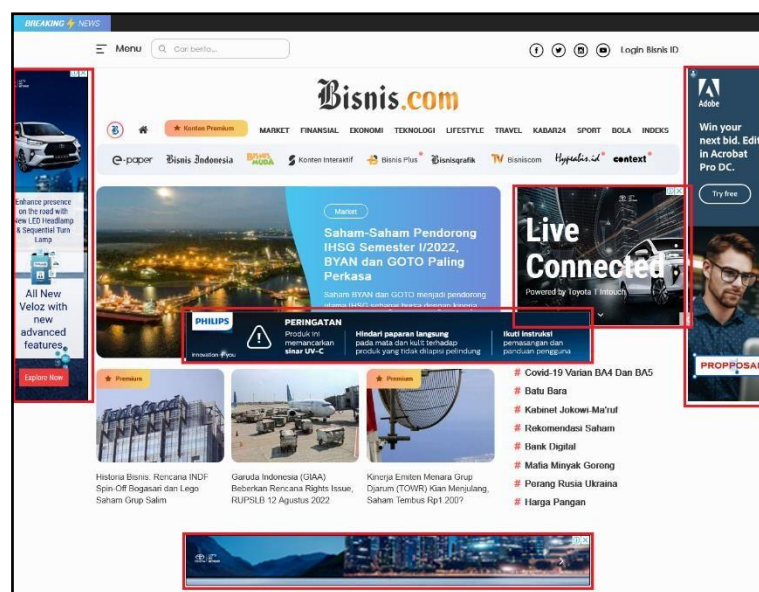 BREAKING NEWS
Menu
Cari berita...
Login Bisnis ID
Bisnis.com
Konten Premium MARKET FINANSIAL EKONOMI TEKNOLOGI LIFESTYLE TRAVEL KABAR24 SPORT BOLA INDEKS
e-paper Bisnis Indonesia BISNIS MUDA Konten Interaktif Bisnis Plus Bisnisgrafik TV Bisniscom Hypeabis.id context
Enhance presence
on the road with
New LED Headlamp
& Sequential Turn
Lamp
All New
Veloz with
new
advanced
features.
Explore Now
Market
Saham-Saham Pendorong
IHSG Semester I/2022,
BYAN dan GOTO Paling
Perkasa
Saham BYAN dan GOTO menjadi pendorong
utama IHSG sebagai bursa dengan kinerja
Live
Connected
Powered by Toyota T Intouch
Adobe
Win your
next bid. Edit
in Acrobat
Pro DC.
Try free
PROPPOSAL
PHILIPS
innovation you
PERINGATAN
Produk ini
memancarkan
sinar UV-C
Hindari paparan langsung
pada mata dan kulit terhadap
produk yang tidak dilapisi pelindung
Ikuti instruksi
pemasangan dan
panduan pengguna
Premium
Historia Bisnis: Rencana INDF
Spin-Off Bogasari dan Lego
Saham Grup Salim
Garuda Indonesia (GIAA)
Beberkan Rencana Rights Issue,
RUPSLB 12 Agustus 2022
Premium
Kinerja Emiten Menara Grup
Djarum (TOWR) Kian Menjulang,
Saham Tembus Rp1.200?
# Covid-19 Varian BA4 Dan BA5
# Batu Bara
# Kabinet Jokowi-Ma'ruf
# Rekomendasi Saham
# Bank Digital
# Mafia Minyak Goreng
# Perang Rusia Ukraina
# Harga Pangan